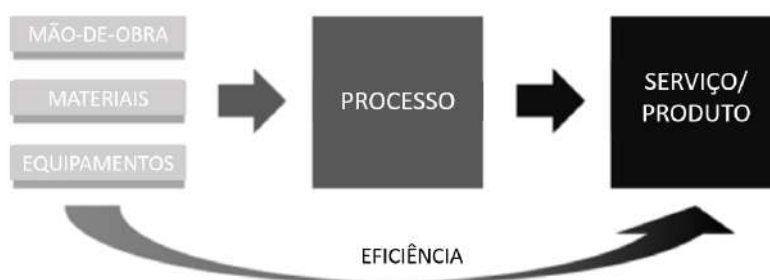 MÃO-DE-OBRA
MATERIAIS
EQUIPAMENTOS
PROCESSO
SERVIÇO/
PRODUTO
EFICIÊNCIA